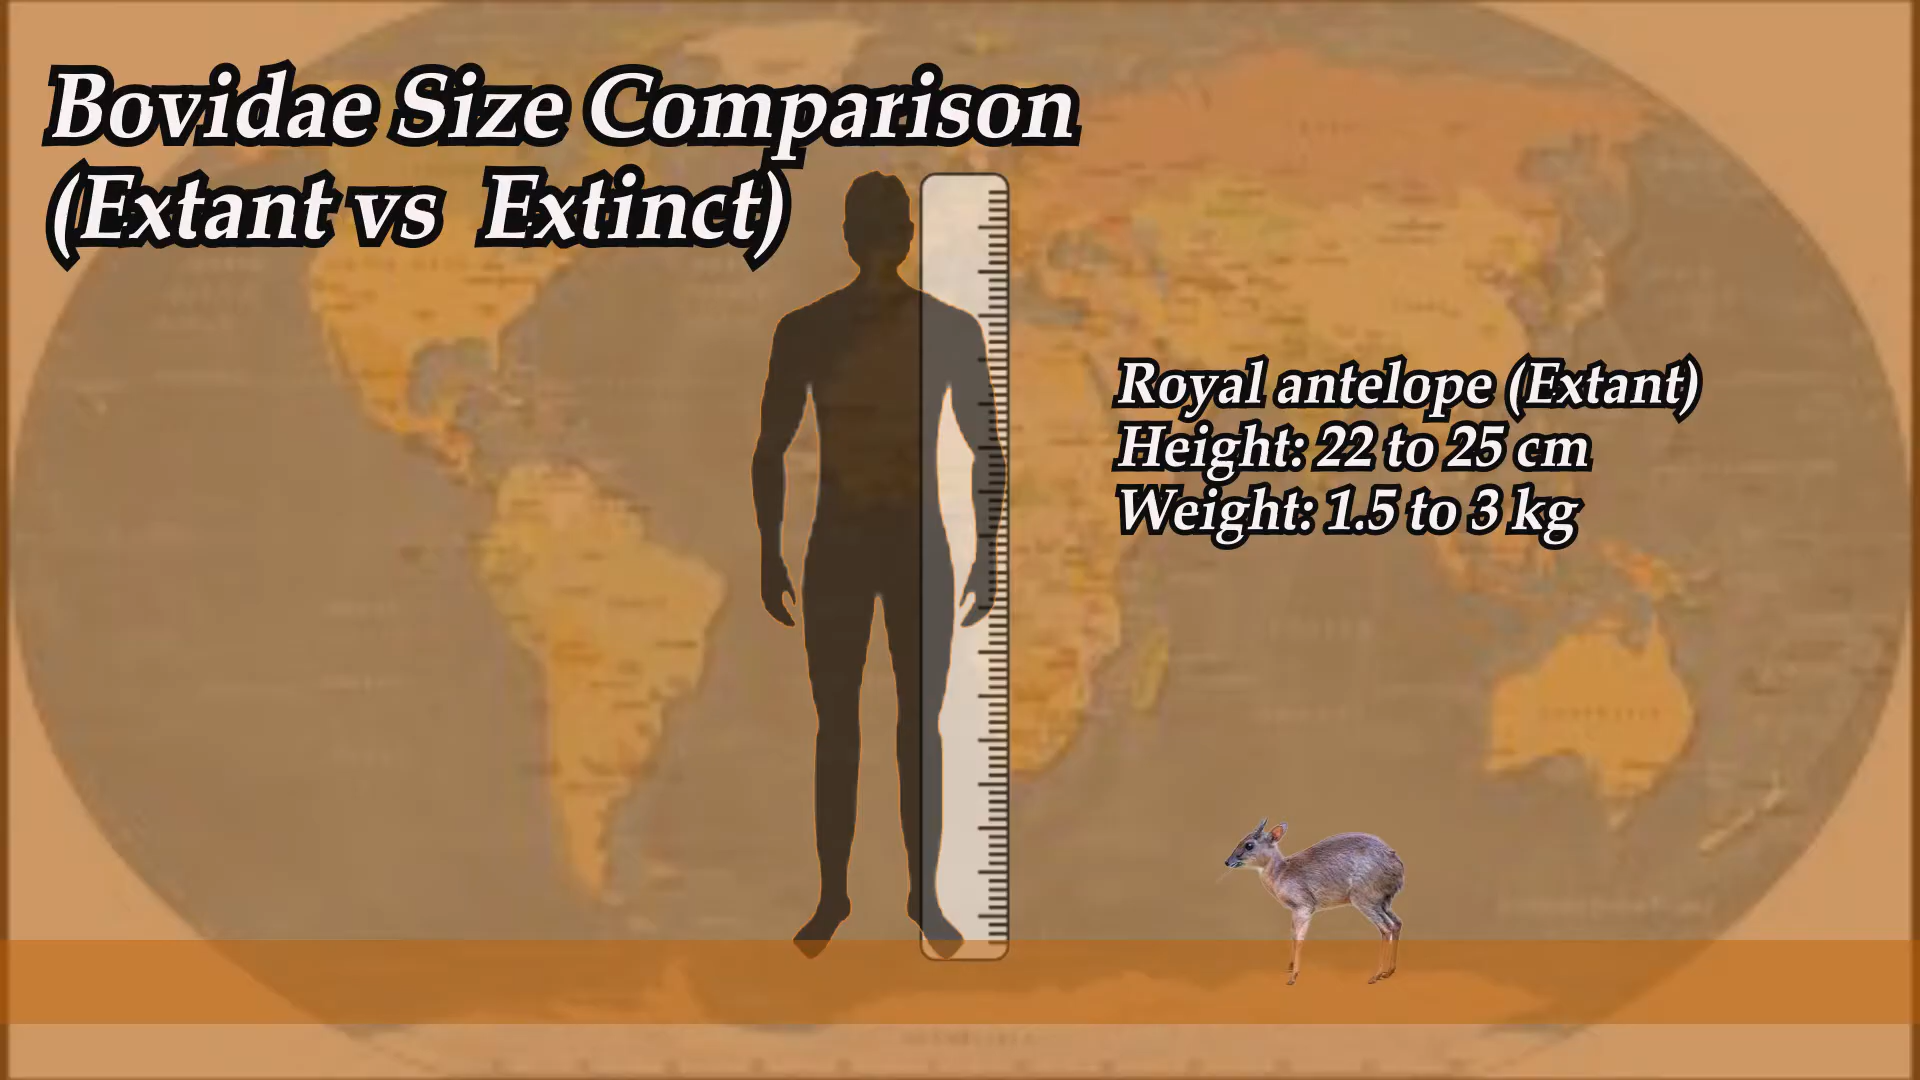 Bovidae Size Comparison
(Extant vs Extinct)
Royal antelope (Extant)
Height: 22 to 25 cm
Weight: 1.5 to 3 kg